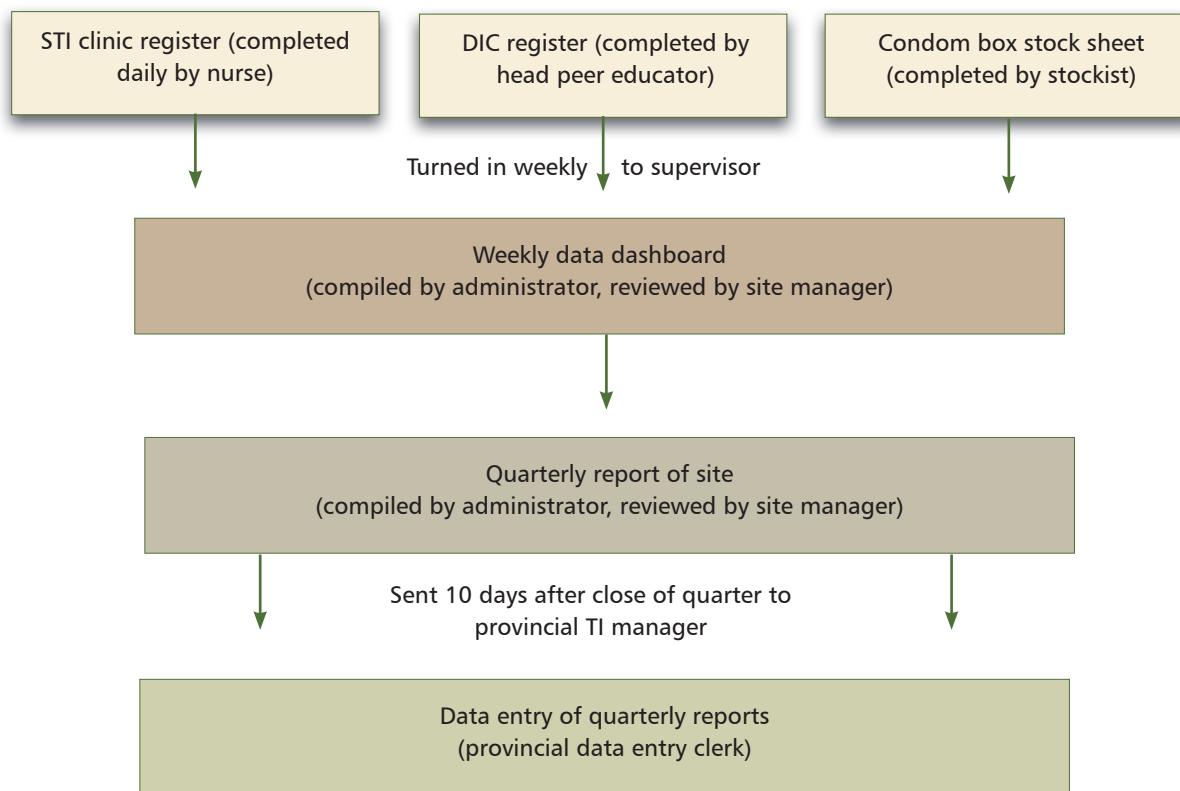 STI clinic register (completed
daily by nurse)
DIC register (completed by
head peer educator)
Condom box stock sheet
(completed by stockist)
Turned in weekly to supervisor
Weekly data dashboard
(compiled by administrator, reviewed by site manager)
Quarterly report of site
(compiled by administrator, reviewed by site manager)
Sent 10 days after close of quarter to
provincial TI manager
Data entry of quarterly reports
(provincial data entry clerk)